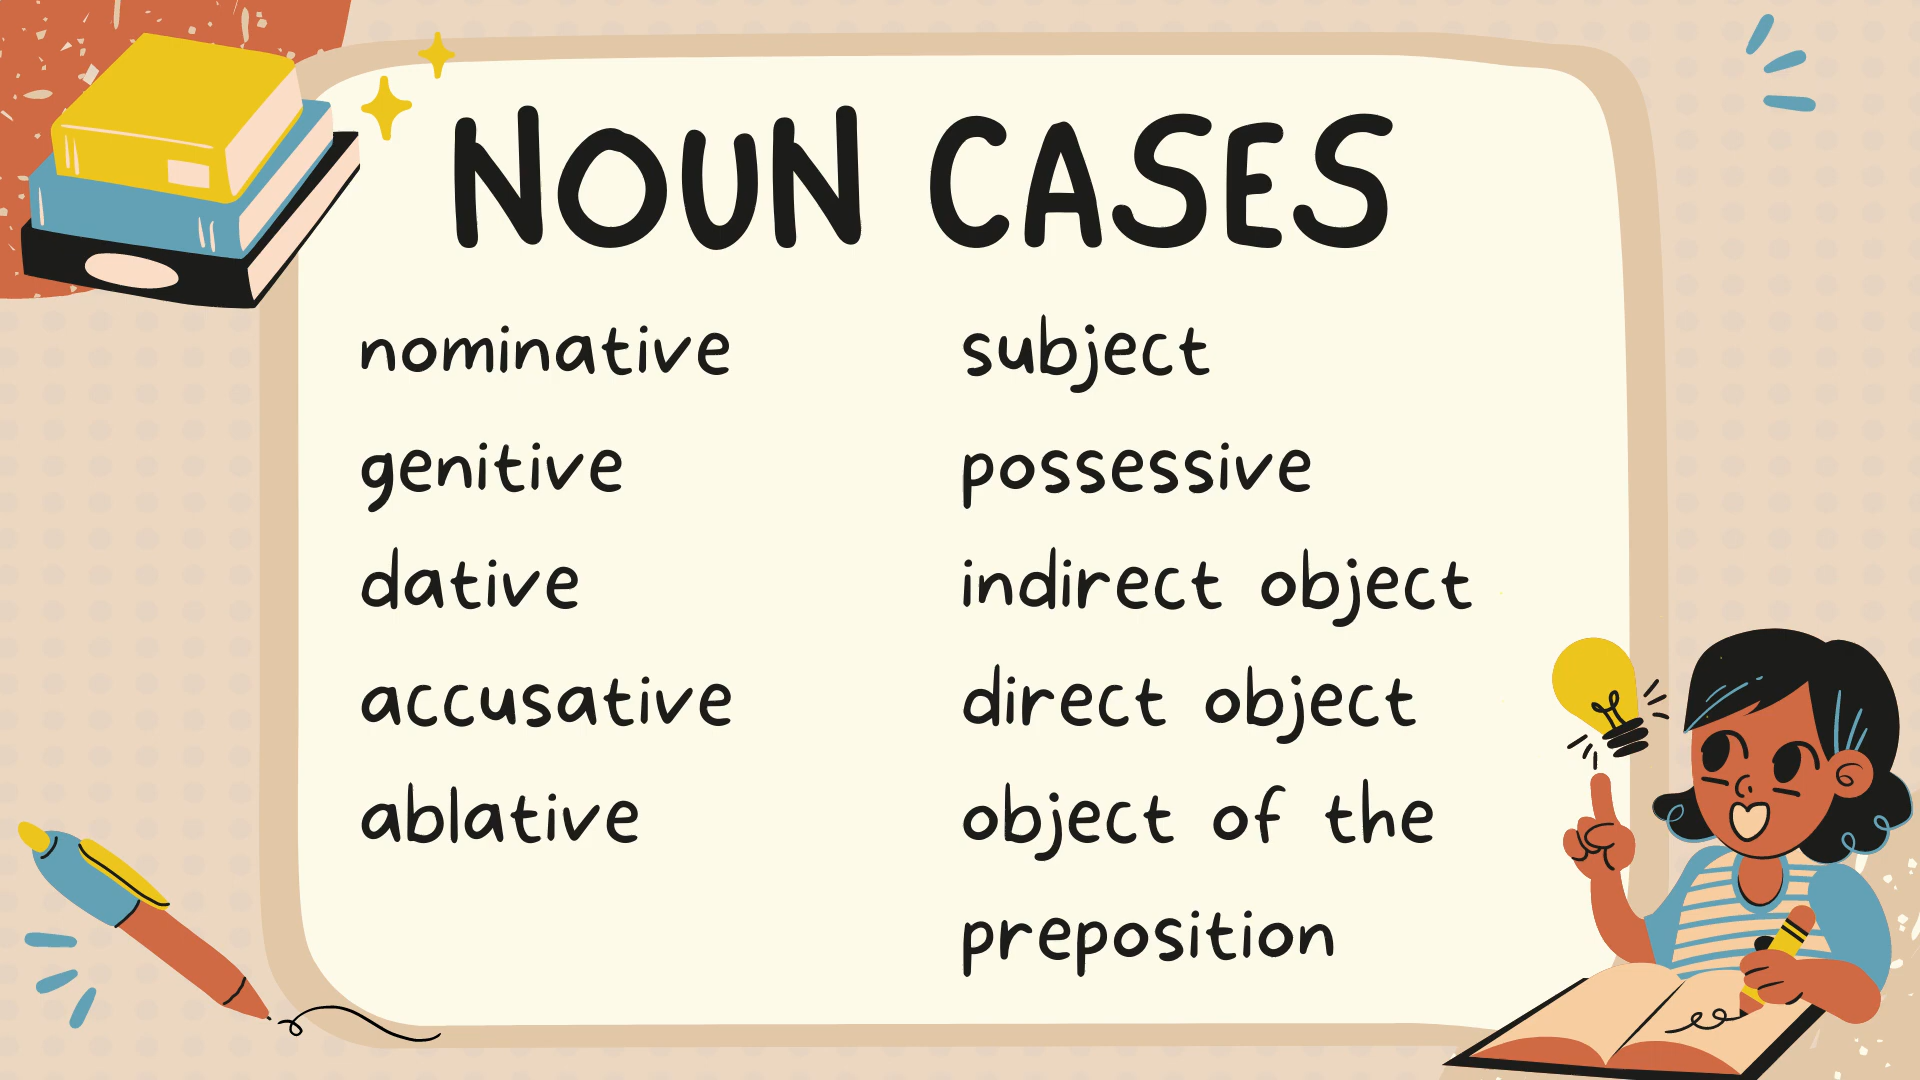 NOUN CASES
nominative subject
genitive possessive
dative indirect object
accusative direct object
ablative object of the
preposition